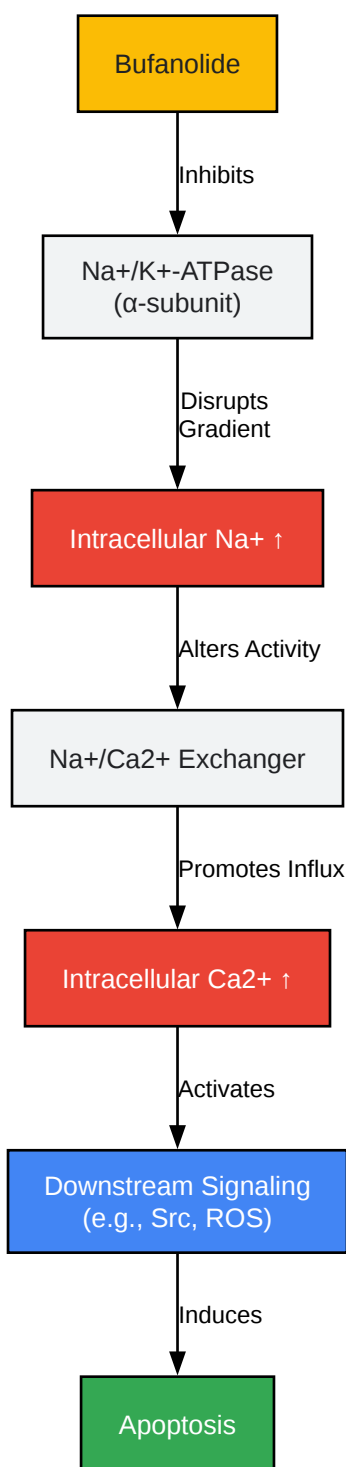 Bufanolide
Inhibits
Na+/K+-ATPase
(α-subunit)
Disrupts
Gradient
Intracellular Na+ ↑
Alters Activity
Na+/Ca2+ Exchanger
Promotes Influx
Intracellular Ca2+ ↑
Activates
Downstream Signaling
(e.g., Src, ROS)
Induces
Apoptosis